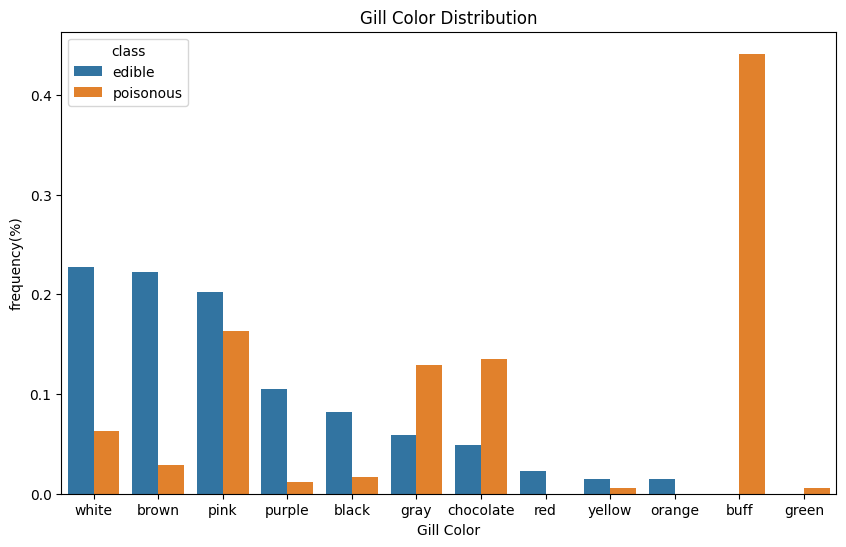 Gill Color Distribution
class
edible
poisonous
frequency(%)
0.4
0.3
0.2
0.1
0.0
white brown pink purple black gray chocolate red yellow orange buff green
Gill Color